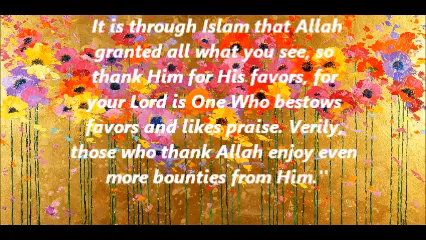 It is through Islam that Allah
granted all what you see, so
thank Him for His favors, for
your Lord is One Who bestows
favors and likes praise. Verily,
those who thank Allah enjoy even
more bounties from Him."